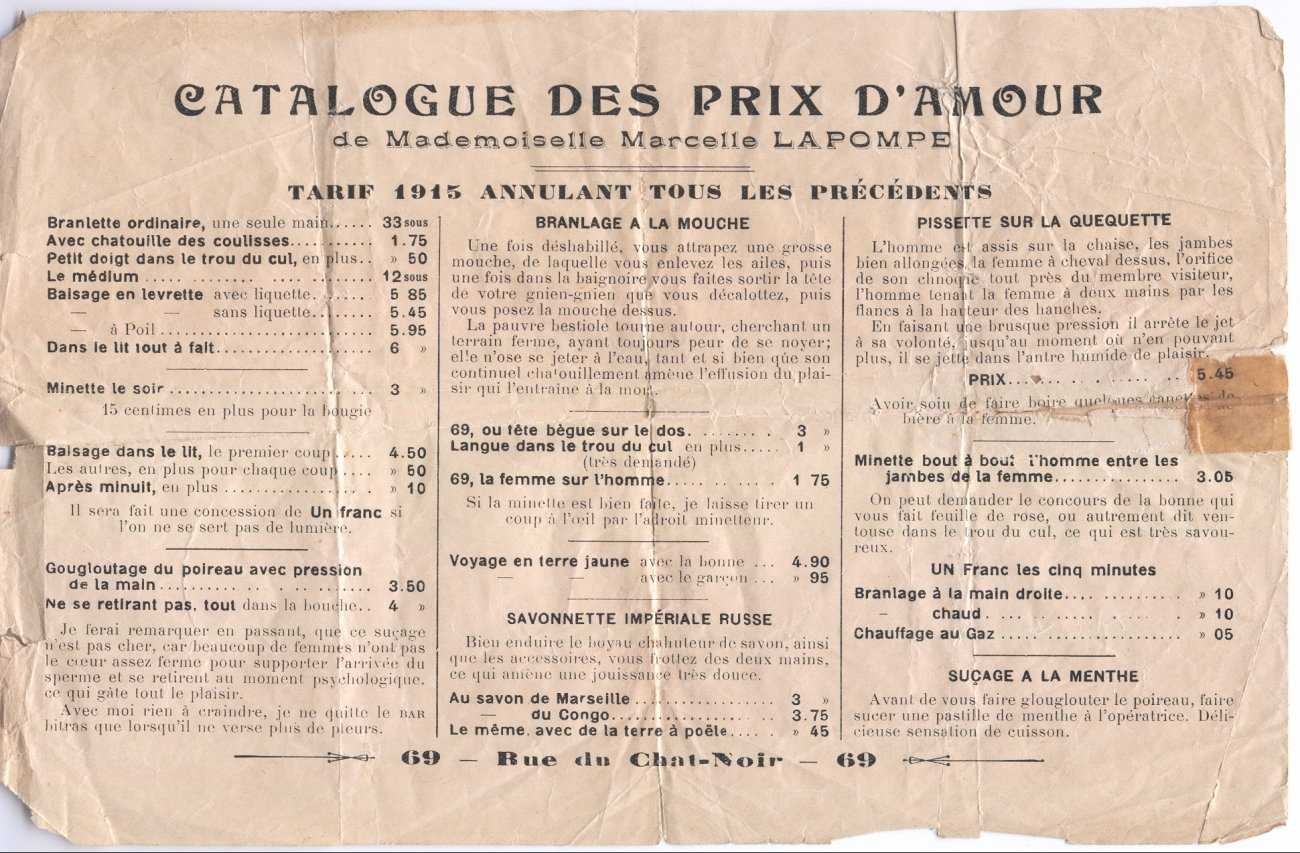 CATALOGUE DES PRIX D'AMOUR
de Mademoiselle Marcelle LAPOMPE
TARIF 1915 ANNULANT TOUS LES PRÉCÉDENTS
Branlette ordinaire, une seule main..... 33 sous
Avec chatouille des coulisses........... 1.75
Petit doigt dans le trou du cul, en plus.. » 50
Le médium ..... 12 sous
Baisage en levrette avec liquette....... 5 85
— — sans liquette....... 5.45
— à Poil ....................... 5.95
Dans le lit tout à fait.................. 6 »
Minette le soir ........................ 3 »
15 centimes en plus pour la bougie
Baisage dans le lit, le premier coup..... 4.50
Les autres, en plus pour chaque coup.... » 50
Après minuit, en plus ................. » 10
Il sera fait une concession de Un franc si
l'on ne se sert pas de lumière.
Gougloutage du poireau avec pression
de la main ............ 3.50
Ne se retirant pas, tout dans la bouche.. 4 »
Je ferai remarquer en passant, que ce suçage
n'est pas cher, car beaucoup de femmes n'ont pas
le cœur assez ferme pour supporter l'arrivée du
sperme et se retirent au moment psychologique,
ce qui gâte tout le plaisir.
Avec moi rien à craindre, je ne quitte le BAR
bitras que lorsqu'il ne verse plus de pleurs.
BRANLAGE A LA MOUCHE
Une fois déshabillé, vous attrapez une grosse
mouche, de laquelle vous enlevez les ailes, puis
une fois dans la baignoire vous faites sortir la tête
de votre gnien-gnien que vous décalottez, puis
vous posez la mouche dessus.
La pauvre bestiole tourne autour, cherchant un
terrain ferme, ayant toujours peur de se noyer;
elle n'ose se jeter à l'eau, tant et si bien que son
continuel chatouillement amène l'effusion du plai-
sir qui l'entraine à la mort.
69, ou tête bègue sur le dos. ....... 3 »
Langue dans le trou du cul en plus..... 1 »
(très demandé)
69, la femme sur l'homme........... 1 75
Si la minette est bien faite, je laisse tirer un
coup à l'œil par l'adroit minetteur.
Voyage en terre jaune avec la bonne ... 4.90
— — avec le garçon ... » 95
SAVONNETTE IMPÉRIALE RUSSE
Bien enduire le boyau chahuteur de savon, ainsi
que les accessoires, vous frottez des deux mains,
ce qui amène une jouissance très douce.
Au savon de Marseille ................. 3 »
— du Congo................. 3.75
Le même, avec de la terre à poêle..... » 45
PISSETTE SUR LA QUEQUETTE
L'homme est assis sur la chaise, les jambes
bien allongées, la femme à cheval dessus, l'orifice
de son chnoque tout près du membre visiteur,
l'homme tenant la femme à deux mains par les
flancs à la hauteur des hanches.
En faisant une brusque pression il arrête le jet
à sa volonté, jusqu'au moment où n'en pouvant
plus, il se jette dans l'antre humide de plaisir.
PRIX.............. 5.45
Avoir soin de faire boire quelques canettes de
bière à la femme.
Minette bout à bout l'homme entre les
jambes de la femme............... 3.05
On peut demander le concours de la bonne qui
vous fait feuille de rose, ou autrement dit ven-
touse dans le trou du cul, ce qui est très savou-
reux.
UN Franc les cinq minutes
Branlage à la main droite............. » 10
— chaud ................ » 10
Chauffage au Gaz ..................... » 05
SUÇAGE A LA MENTHE
Avant de vous faire glouglouter le poireau, faire
sucer une pastille de menthe à l'opératrice. Déli-
cieuse sensation de cuisson.
69 — Rue du Chat-Noir — 69